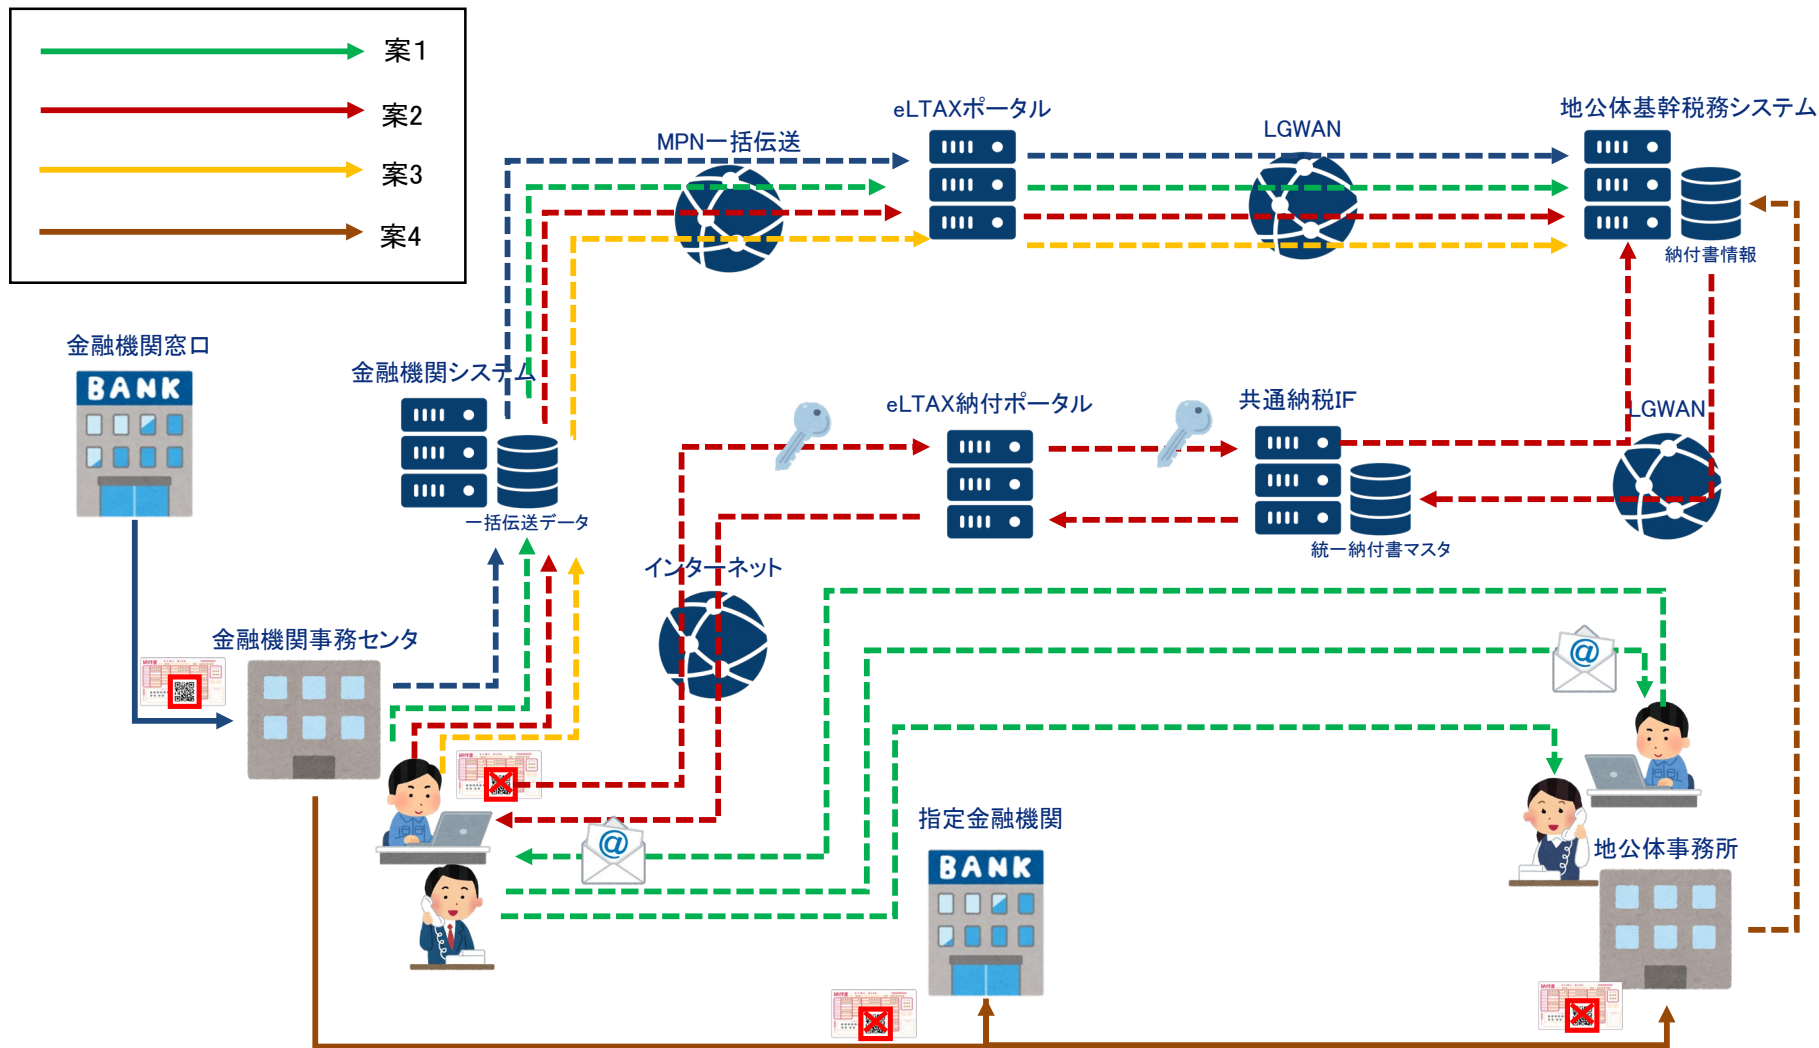 案1
案2
案3
案4
eLTAXポータル
地公体基幹税務システム
MPN一括伝送
LGWAN
納付書情報
金融機関窓口
BANK
金融機関システム
一括伝送データ
eLTAX納付ポータル
共通納税IF
LGWAN
統一納付書マスタ
インターネット
金融機関事務センタ
@
@
指定金融機関
BANK
地公体事務所